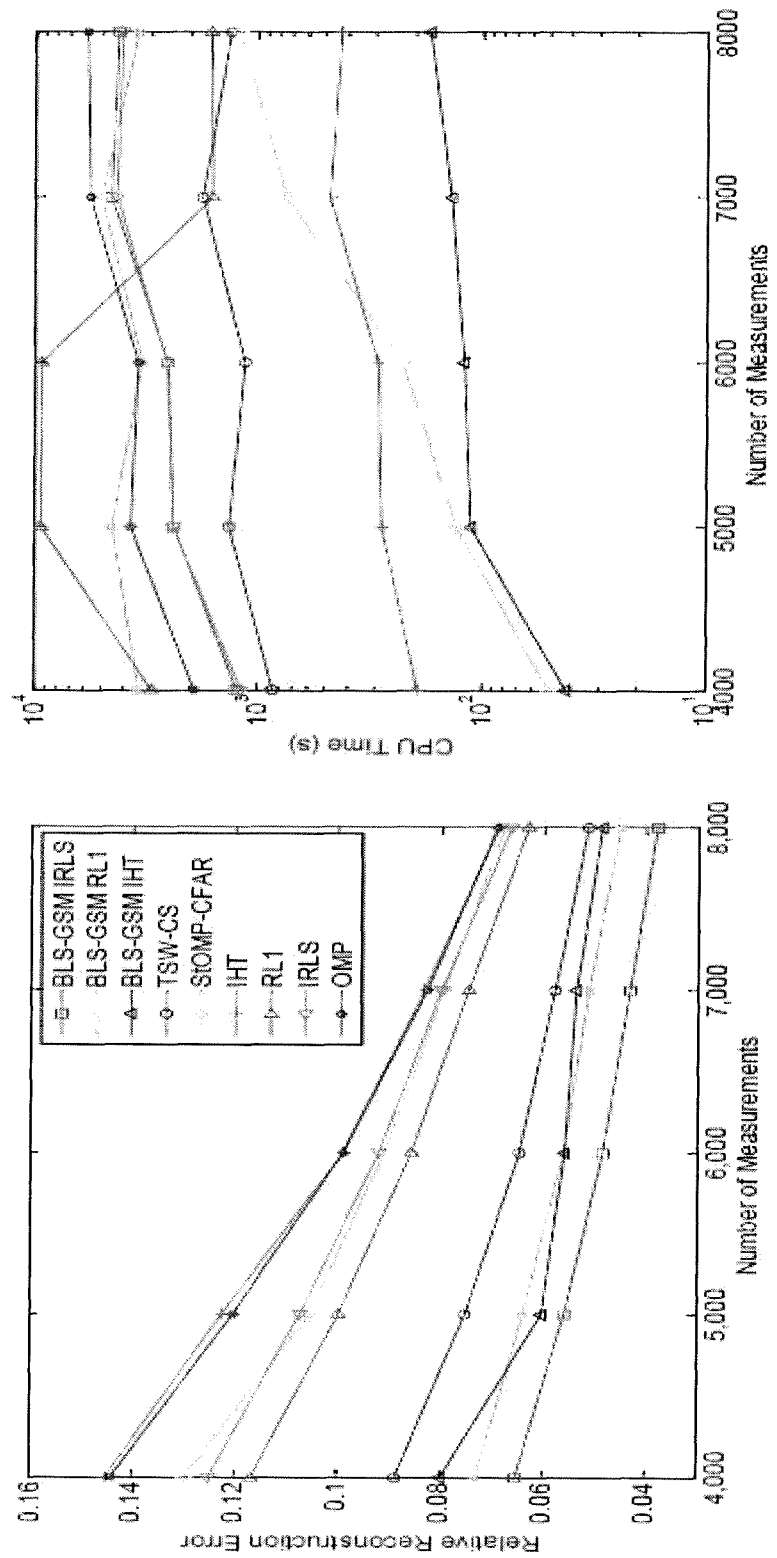 Relative Reconstruction Error
0.16
0.14
0.12
0.1
0.08
0.06
0.04
4,000
5,000
6,000
7,000
8,000
Number of Measurements
BLS-GSM IRLS
BLS-GSM RL1
BLS-GSM IHT
TSW-CS
StOMP-CFAR
IHT
RL1
IRLS
OMP
CPU Time (s)
10⁴
10³
10²
10¹
4000
5000
6000
7000
8000
Number of Measurements